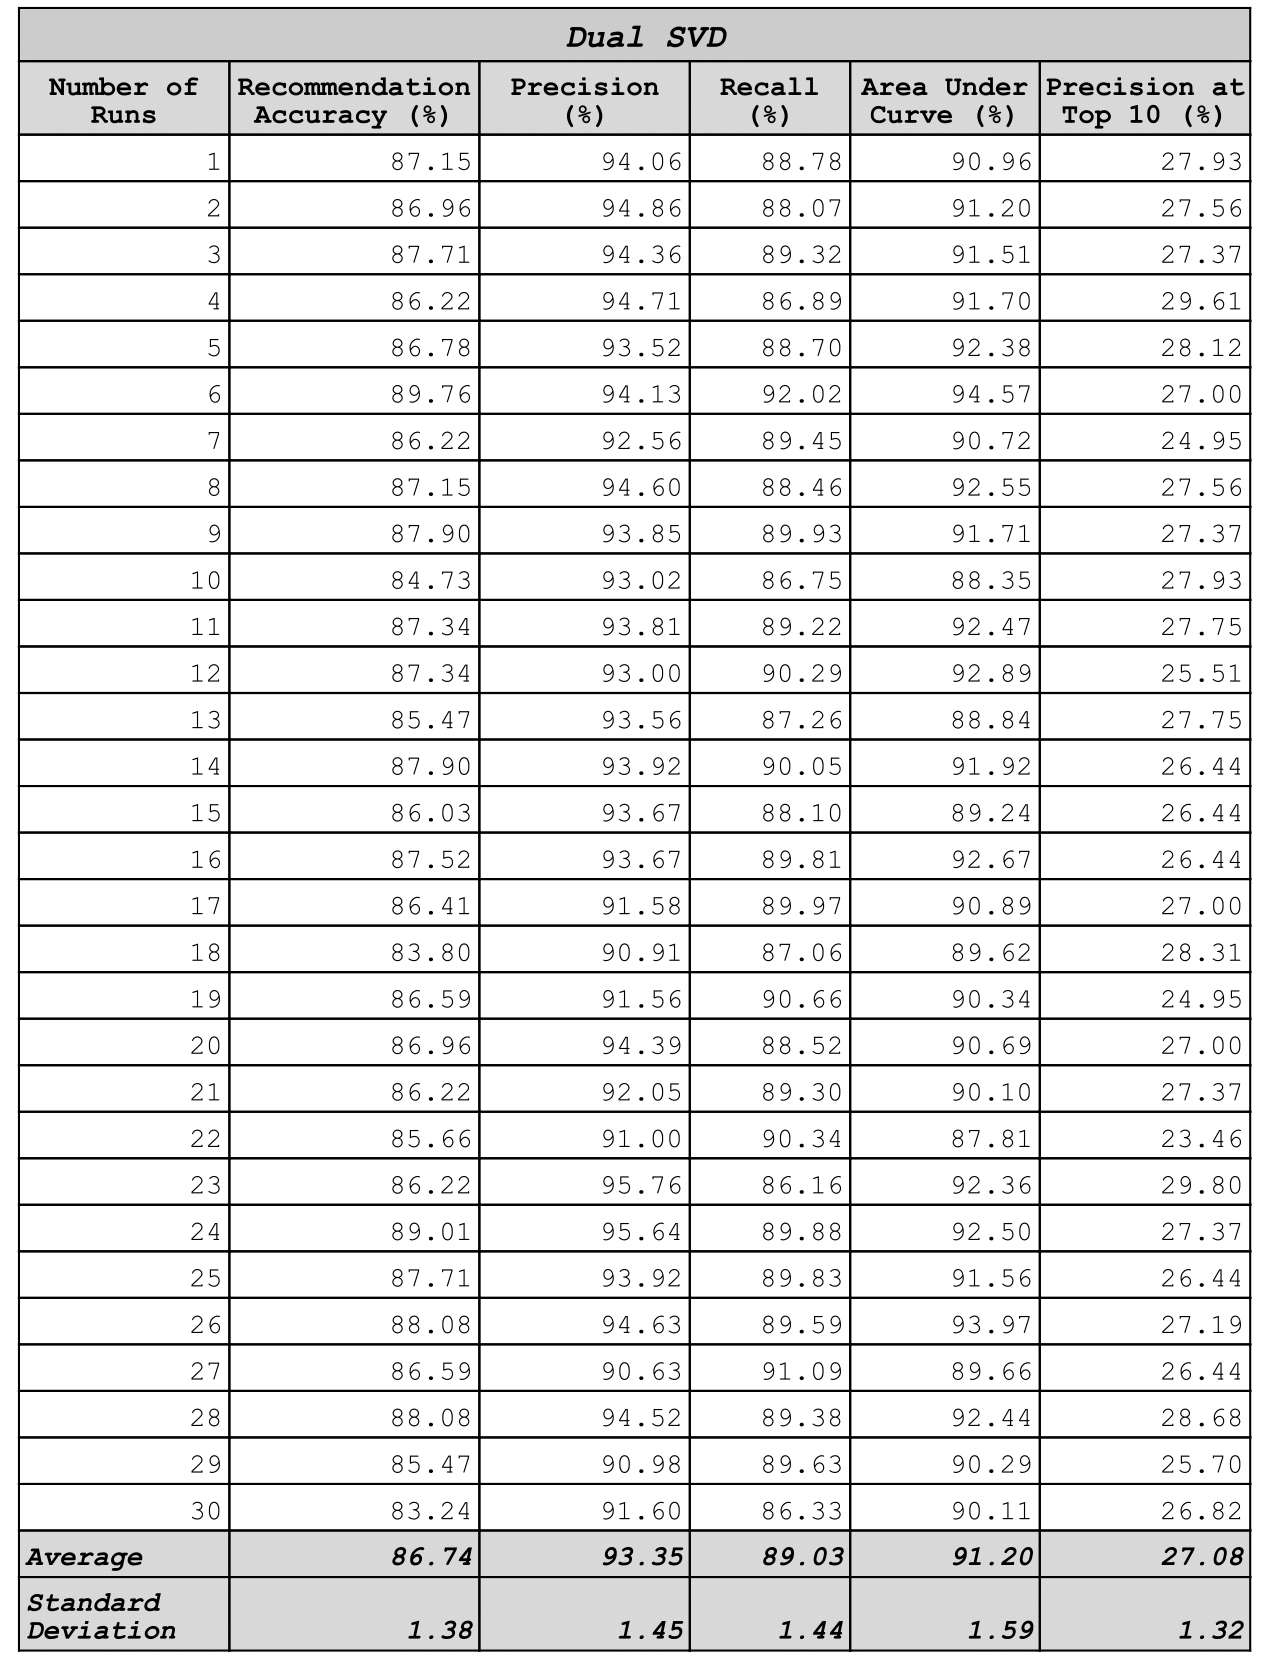 Dual SVD
Number of Runs Recommendation Accuracy (%) Precision (%) Recall (%) Area Under Curve (%) Precision at Top 10 (%)
1 87.15 94.06 88.78 90.96 27.93
2 86.96 94.86 88.07 91.20 27.56
3 87.71 94.36 89.32 91.51 27.37
4 86.22 94.71 86.89 91.70 29.61
5 86.78 93.52 88.70 92.38 28.12
6 89.76 94.13 92.02 94.57 27.00
7 86.22 92.56 89.45 90.72 24.95
8 87.15 94.60 88.46 92.55 27.56
9 87.90 93.85 89.93 91.71 27.37
10 84.73 93.02 86.75 88.35 27.93
11 87.34 93.81 89.22 92.47 27.75
12 87.34 93.00 90.29 92.89 25.51
13 85.47 93.56 87.26 88.84 27.75
14 87.90 93.92 90.05 91.92 26.44
15 86.03 93.67 88.10 89.24 26.44
16 87.52 93.67 89.81 92.67 26.44
17 86.41 91.58 89.97 90.89 27.00
18 83.80 90.91 87.06 89.62 28.31
19 86.59 91.56 90.66 90.34 24.95
20 86.96 94.39 88.52 90.69 27.00
21 86.22 92.05 89.30 90.10 27.37
22 85.66 91.00 90.34 87.81 23.46
23 86.22 95.76 86.16 92.36 29.80
24 89.01 95.64 89.88 92.50 27.37
25 87.71 93.92 89.83 91.56 26.44
26 88.08 94.63 89.59 93.97 27.19
27 86.59 90.63 91.09 89.66 26.44
28 88.08 94.52 89.38 92.44 28.68
29 85.47 90.98 89.63 90.29 25.70
30 83.24 91.60 86.33 90.11 26.82
Average 86.74 93.35 89.03 91.20 27.08
Standard Deviation 1.38 1.45 1.44 1.59 1.32